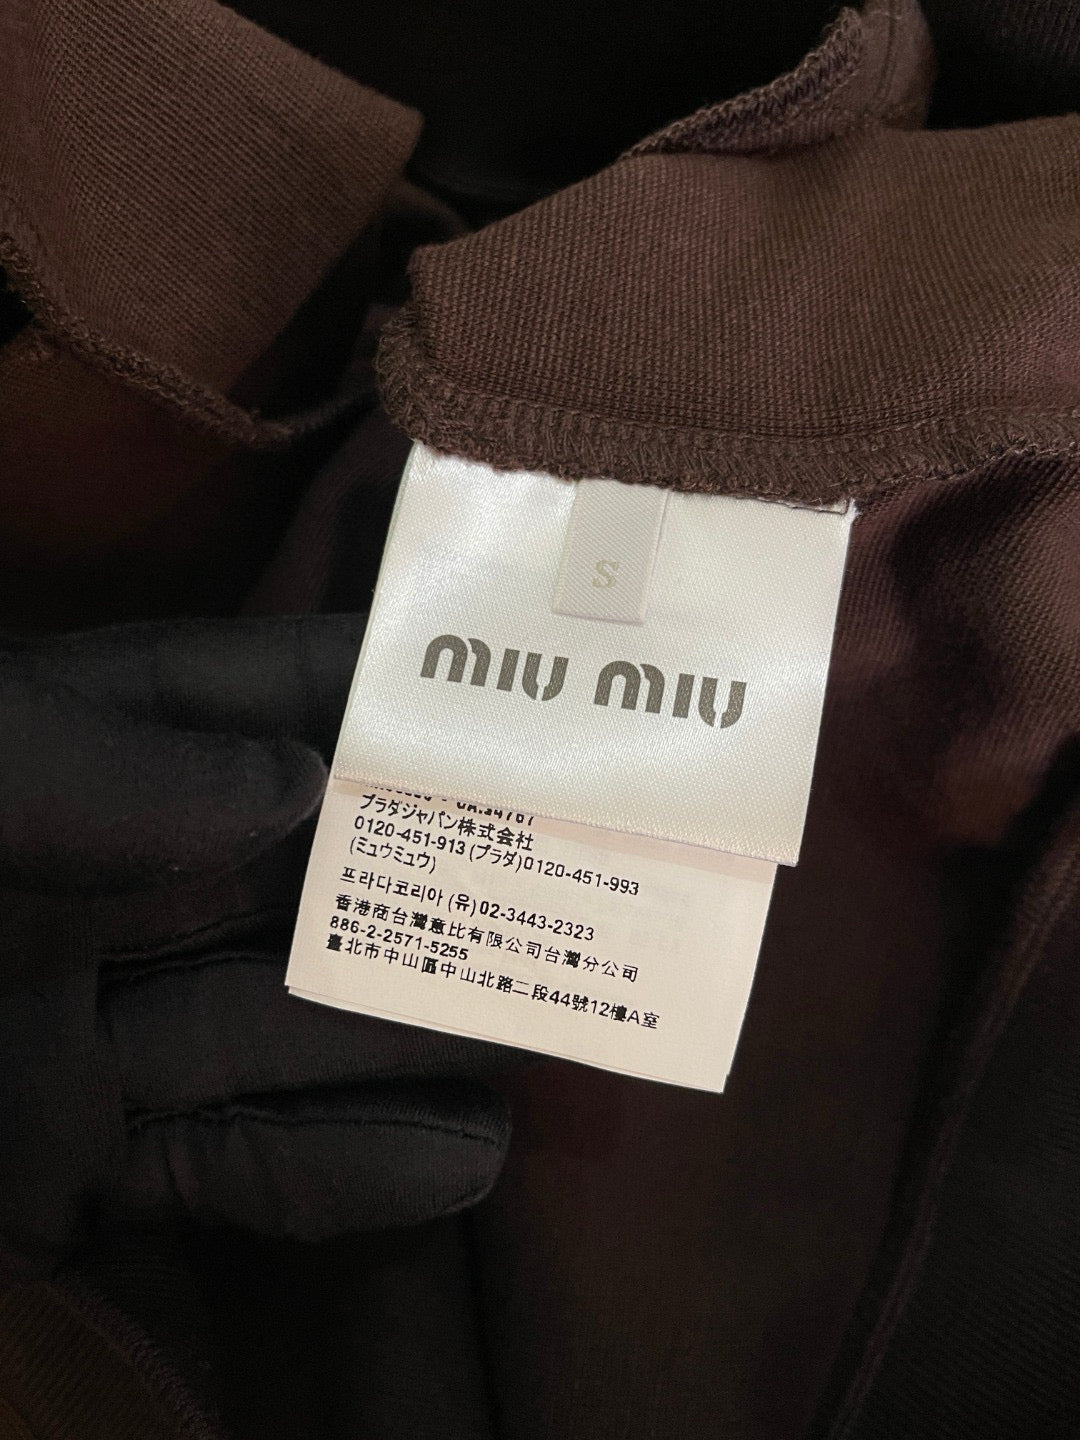 S
miu miu
CA:34767
プラダジャパン株式会社
0120-451-913 (プラダ)0120-451-993
(ミュウミュウ)
프라다코리아 (유)02-3443-2323
香港商台灣意比有限公司台灣分公司
886-2-2571-5255
臺北市中山區中山北路二段44號12樓A室